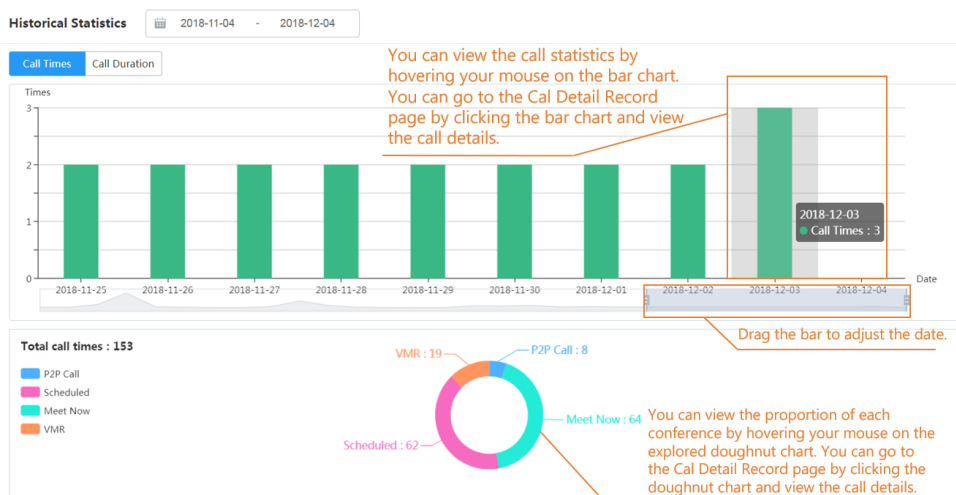 Historical Statistics
2018-11-04 - 2018-12-04
Call Times Call Duration
You can view the call statistics by
hovering your mouse on the bar chart.
You can go to the Cal Detail Record
page by clicking the bar chart and view
the call details.
Times
3
2
1
0
2018-12-03
Call Times : 3
2018-11-25 2018-11-26 2018-11-27 2018-11-28 2018-11-29 2018-11-30 2018-12-01 2018-12-02 2018-12-03 2018-12-04
Date
Drag the bar to adjust the date.
Total call times : 153
P2P Call
Scheduled
Meet Now
VMR
VMR : 19
P2P Call : 8
Meet Now : 64
Scheduled : 62
You can view the proportion of each
conference by hovering your mouse on the
explored doughnut chart. You can go to
the Cal Detail Record page by clicking the
doughnut chart and view the call details.